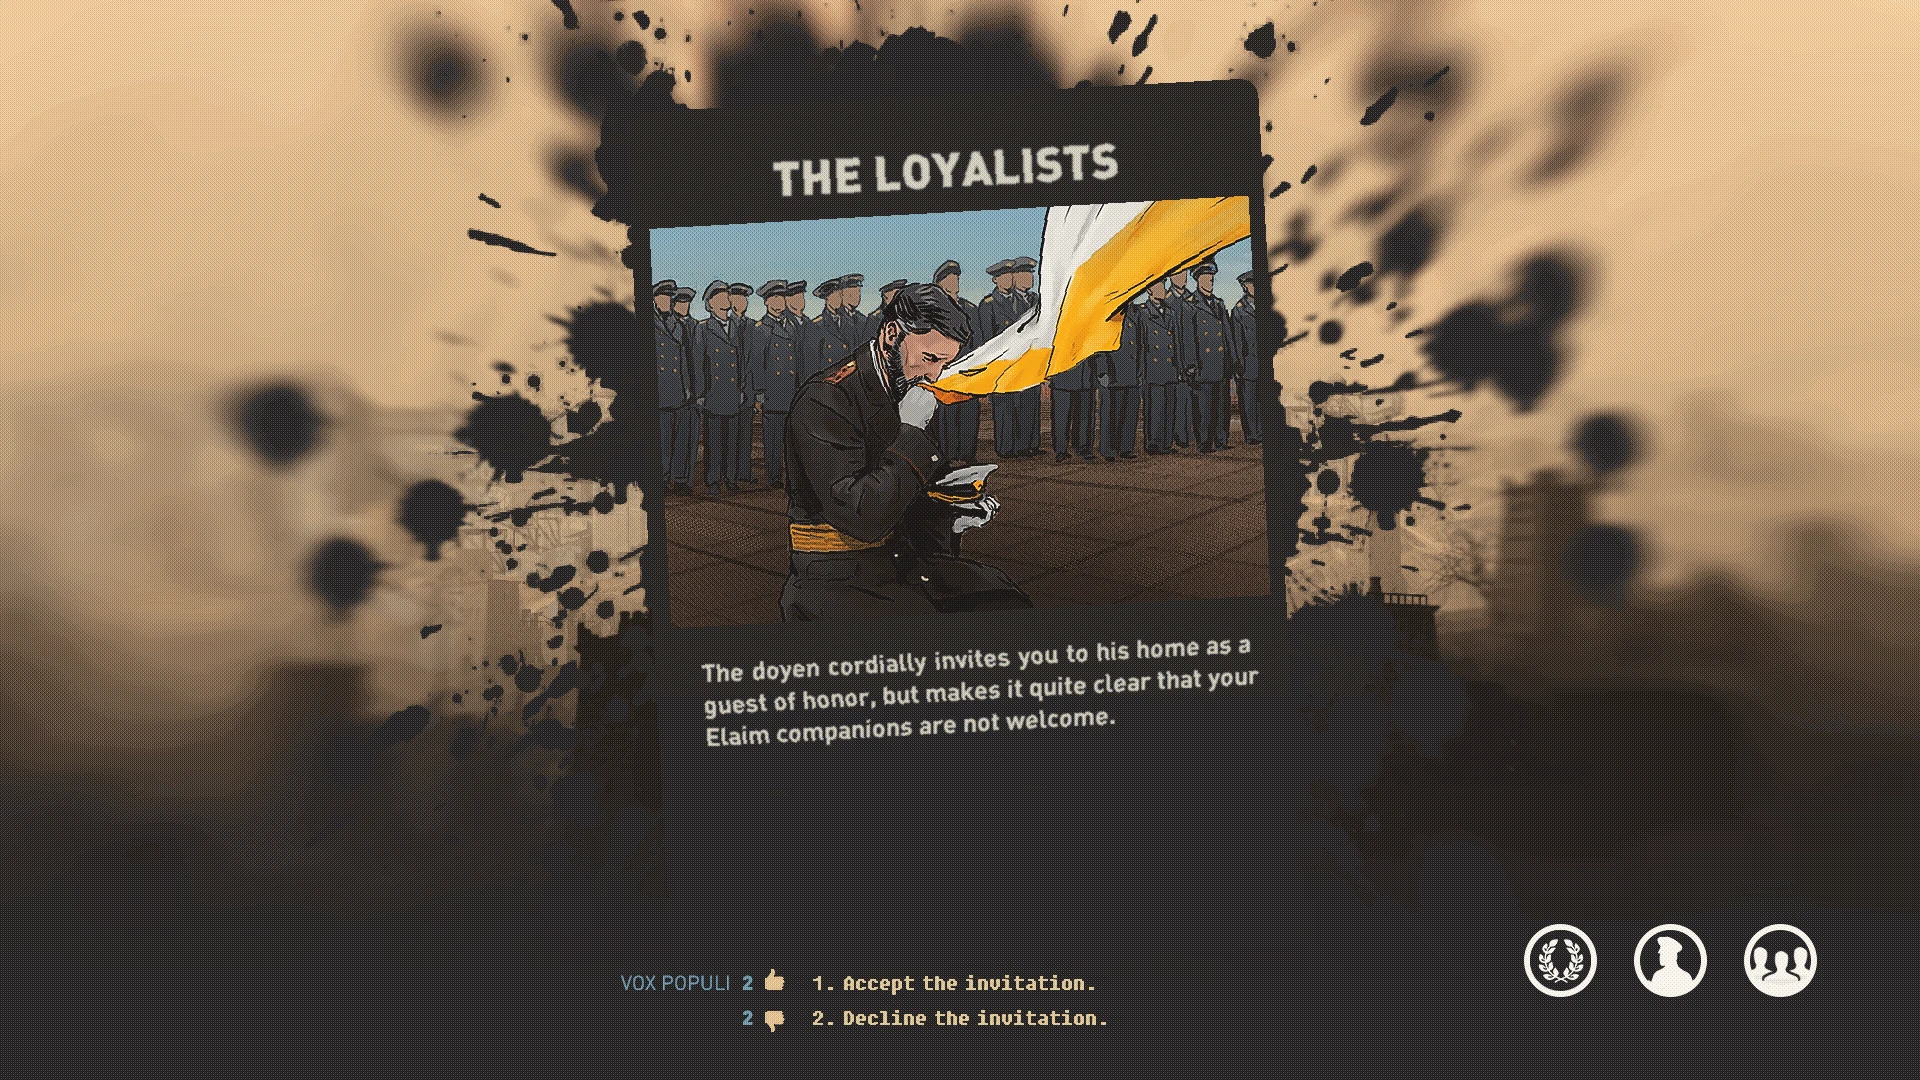 THE LOYALISTS
The doyen cordially invites you to his home as a
guest of honor, but makes it quite clear that your
Elaim companions are not welcome.
VOX POPULI 2 1. Accept the invitation.
2 2. Decline the invitation.